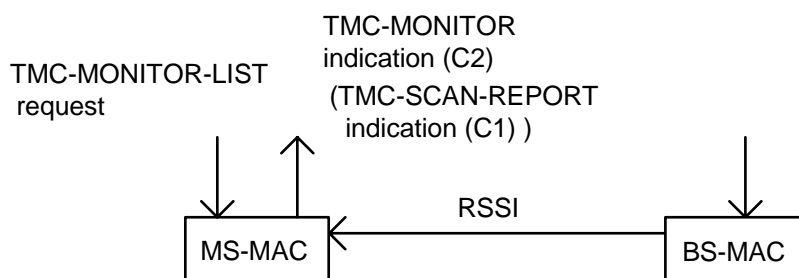 TMC-MONITOR-LIST
request
TMC-MONITOR
indication (C2)
(TMC-SCAN-REPORT
indication (C1) )
RSSI
MS-MAC
BS-MAC